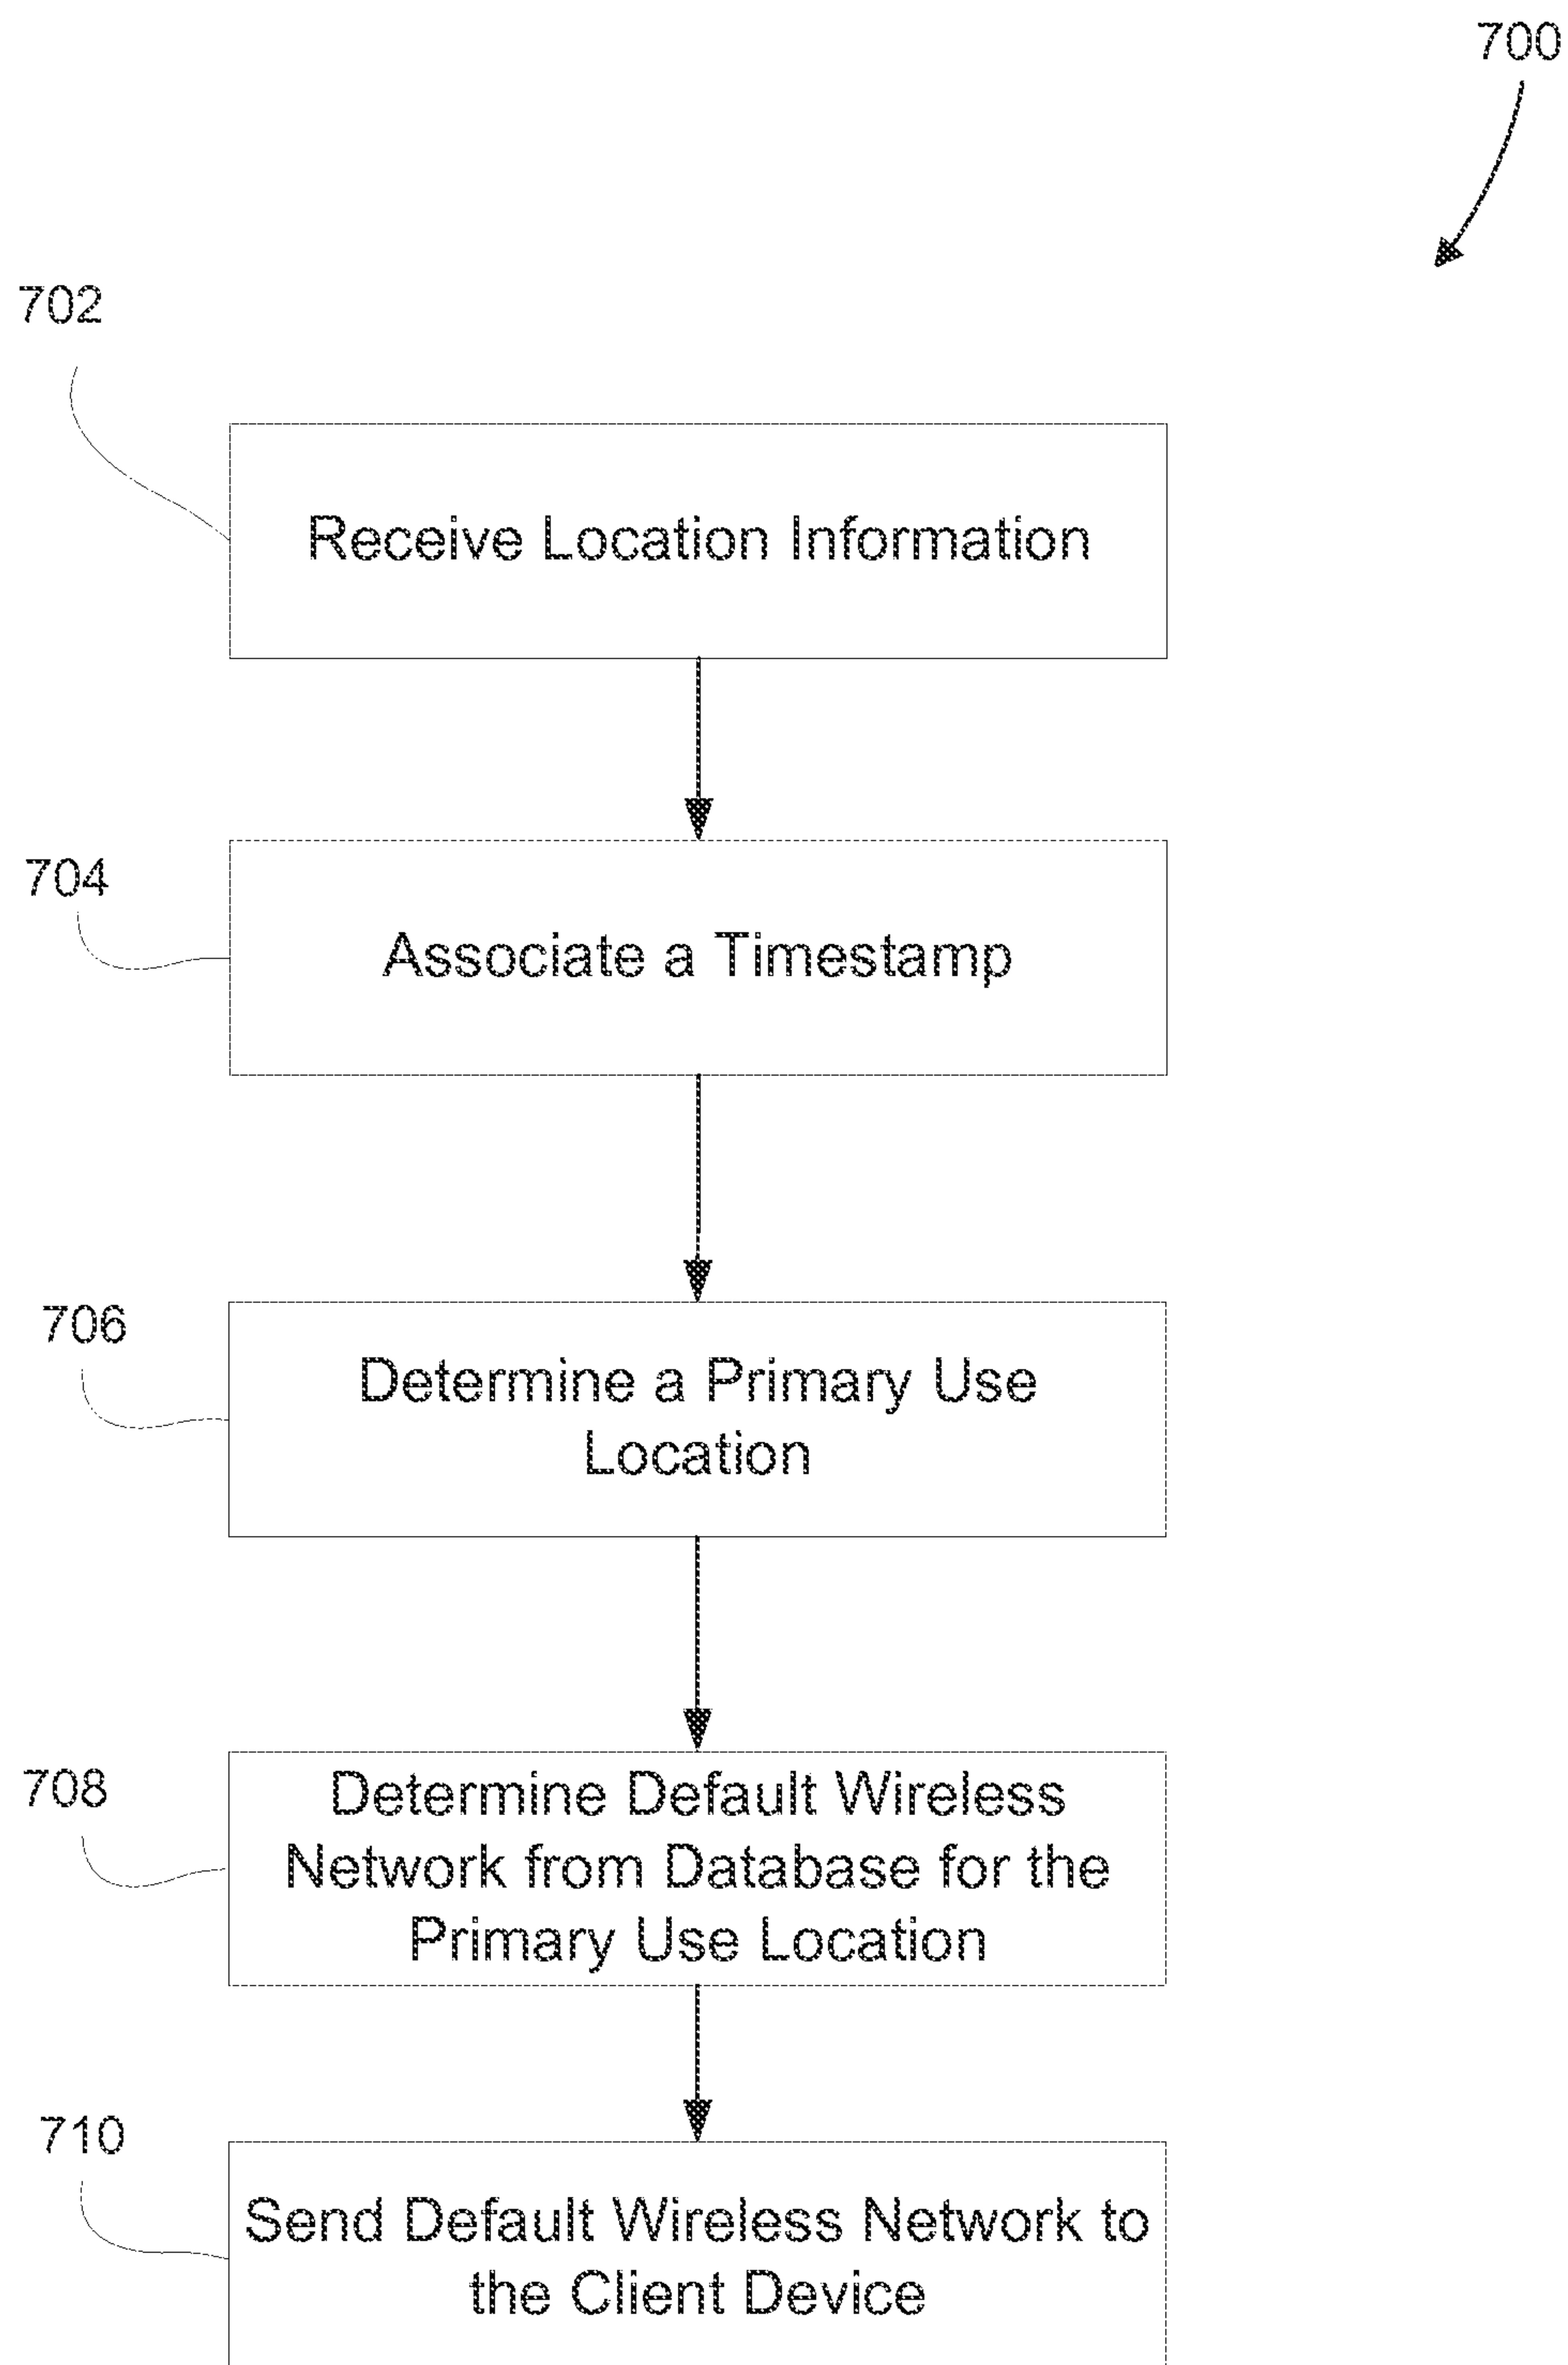 700
702
Receive Location Information
704
Associate a Timestamp
706
Determine a Primary Use
Location
708
Determine Default Wireless
Network from Database for the
Primary Use Location
710
Send Default Wireless Network to
the Client Device